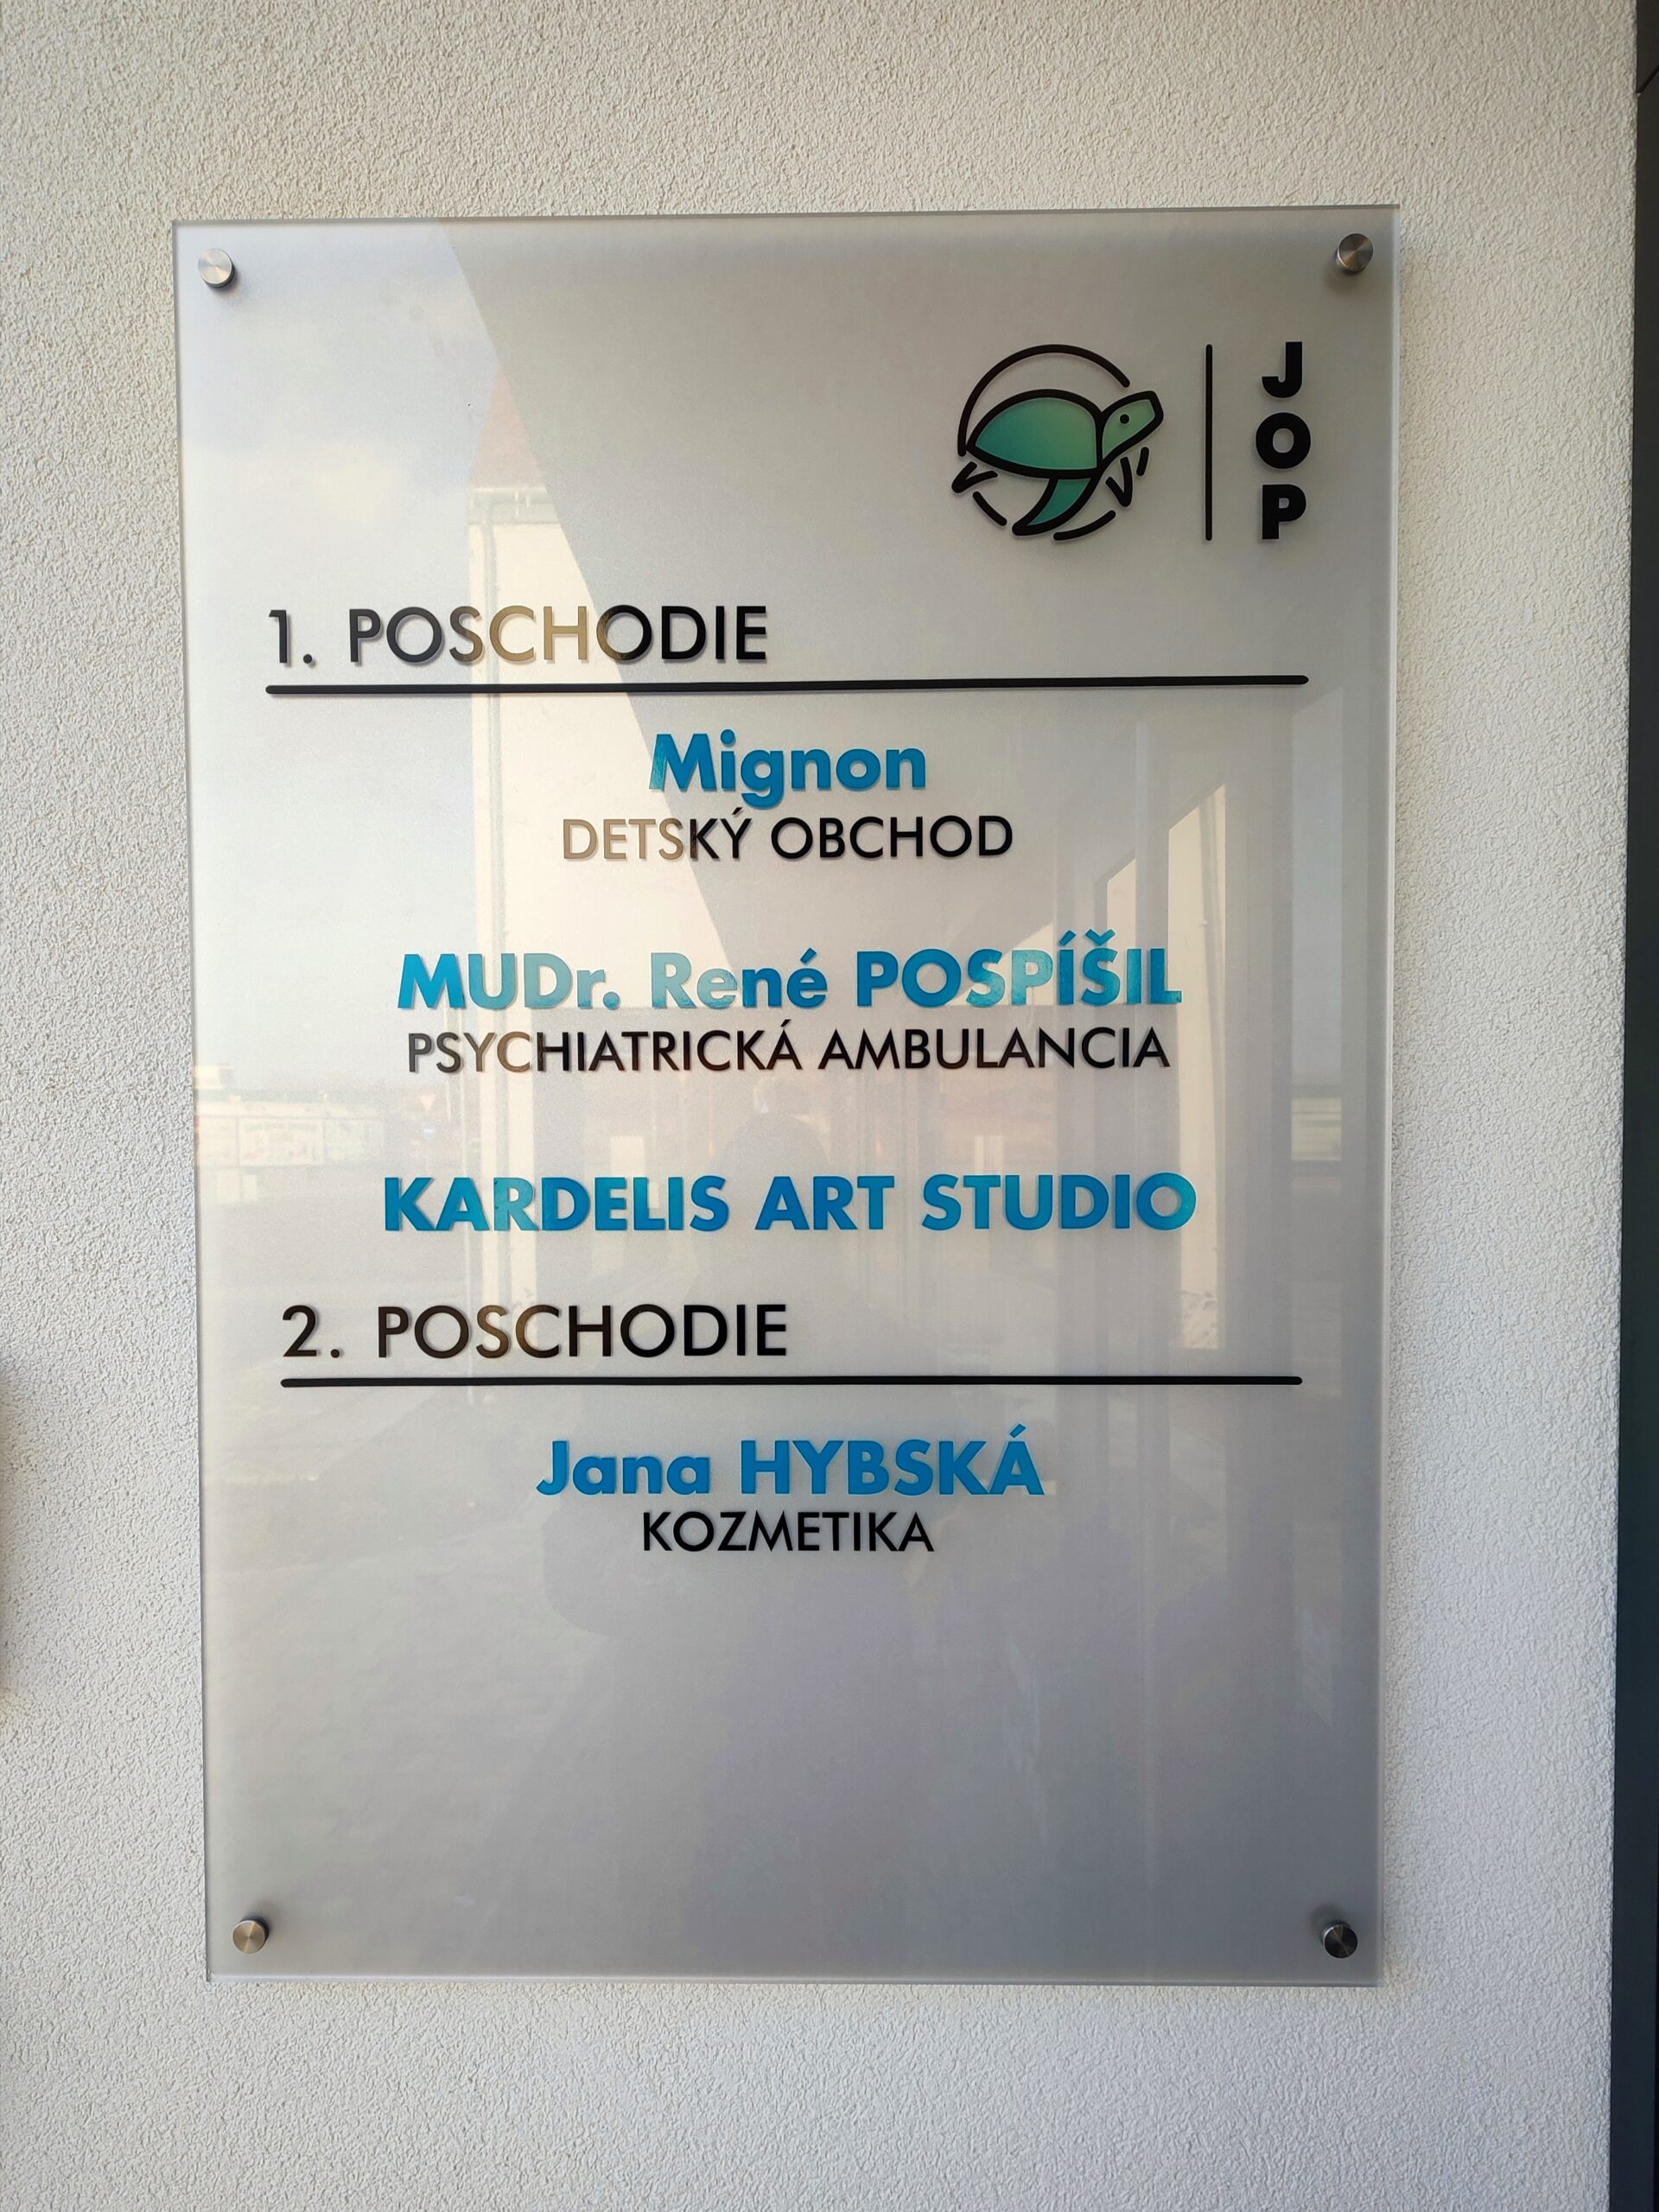 J
O
P
1. POSCHODIE
Mignon
DETSKÝ OBCHOD
MUDr. René POSPÍŠIL
PSYCHIATRICKÁ AMBULANCIA
KARDELIS ART STUDIO
2. POSCHODIE
Jana HYBSKÁ
KOZMETIKA